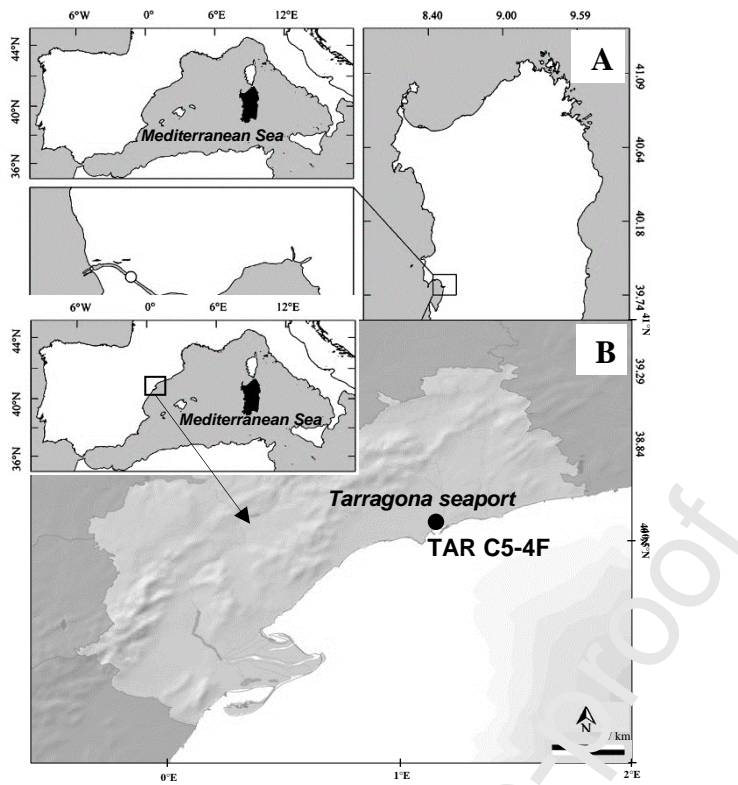 6°W 0°E 6°E 12°E
8.40 9.00 9.59
A
44°N
40°N
36°N
Mediterranean Sea
41.09
40.64
40.18
39.74
39.29
38.84
6°W 0°E 6°E 12°E
41°N
B
44°N
40°N
36°N
Mediterranean Sea
Tarragona seaport
TAR C5-4F
N
km
0°E 1°E 2°E
proof